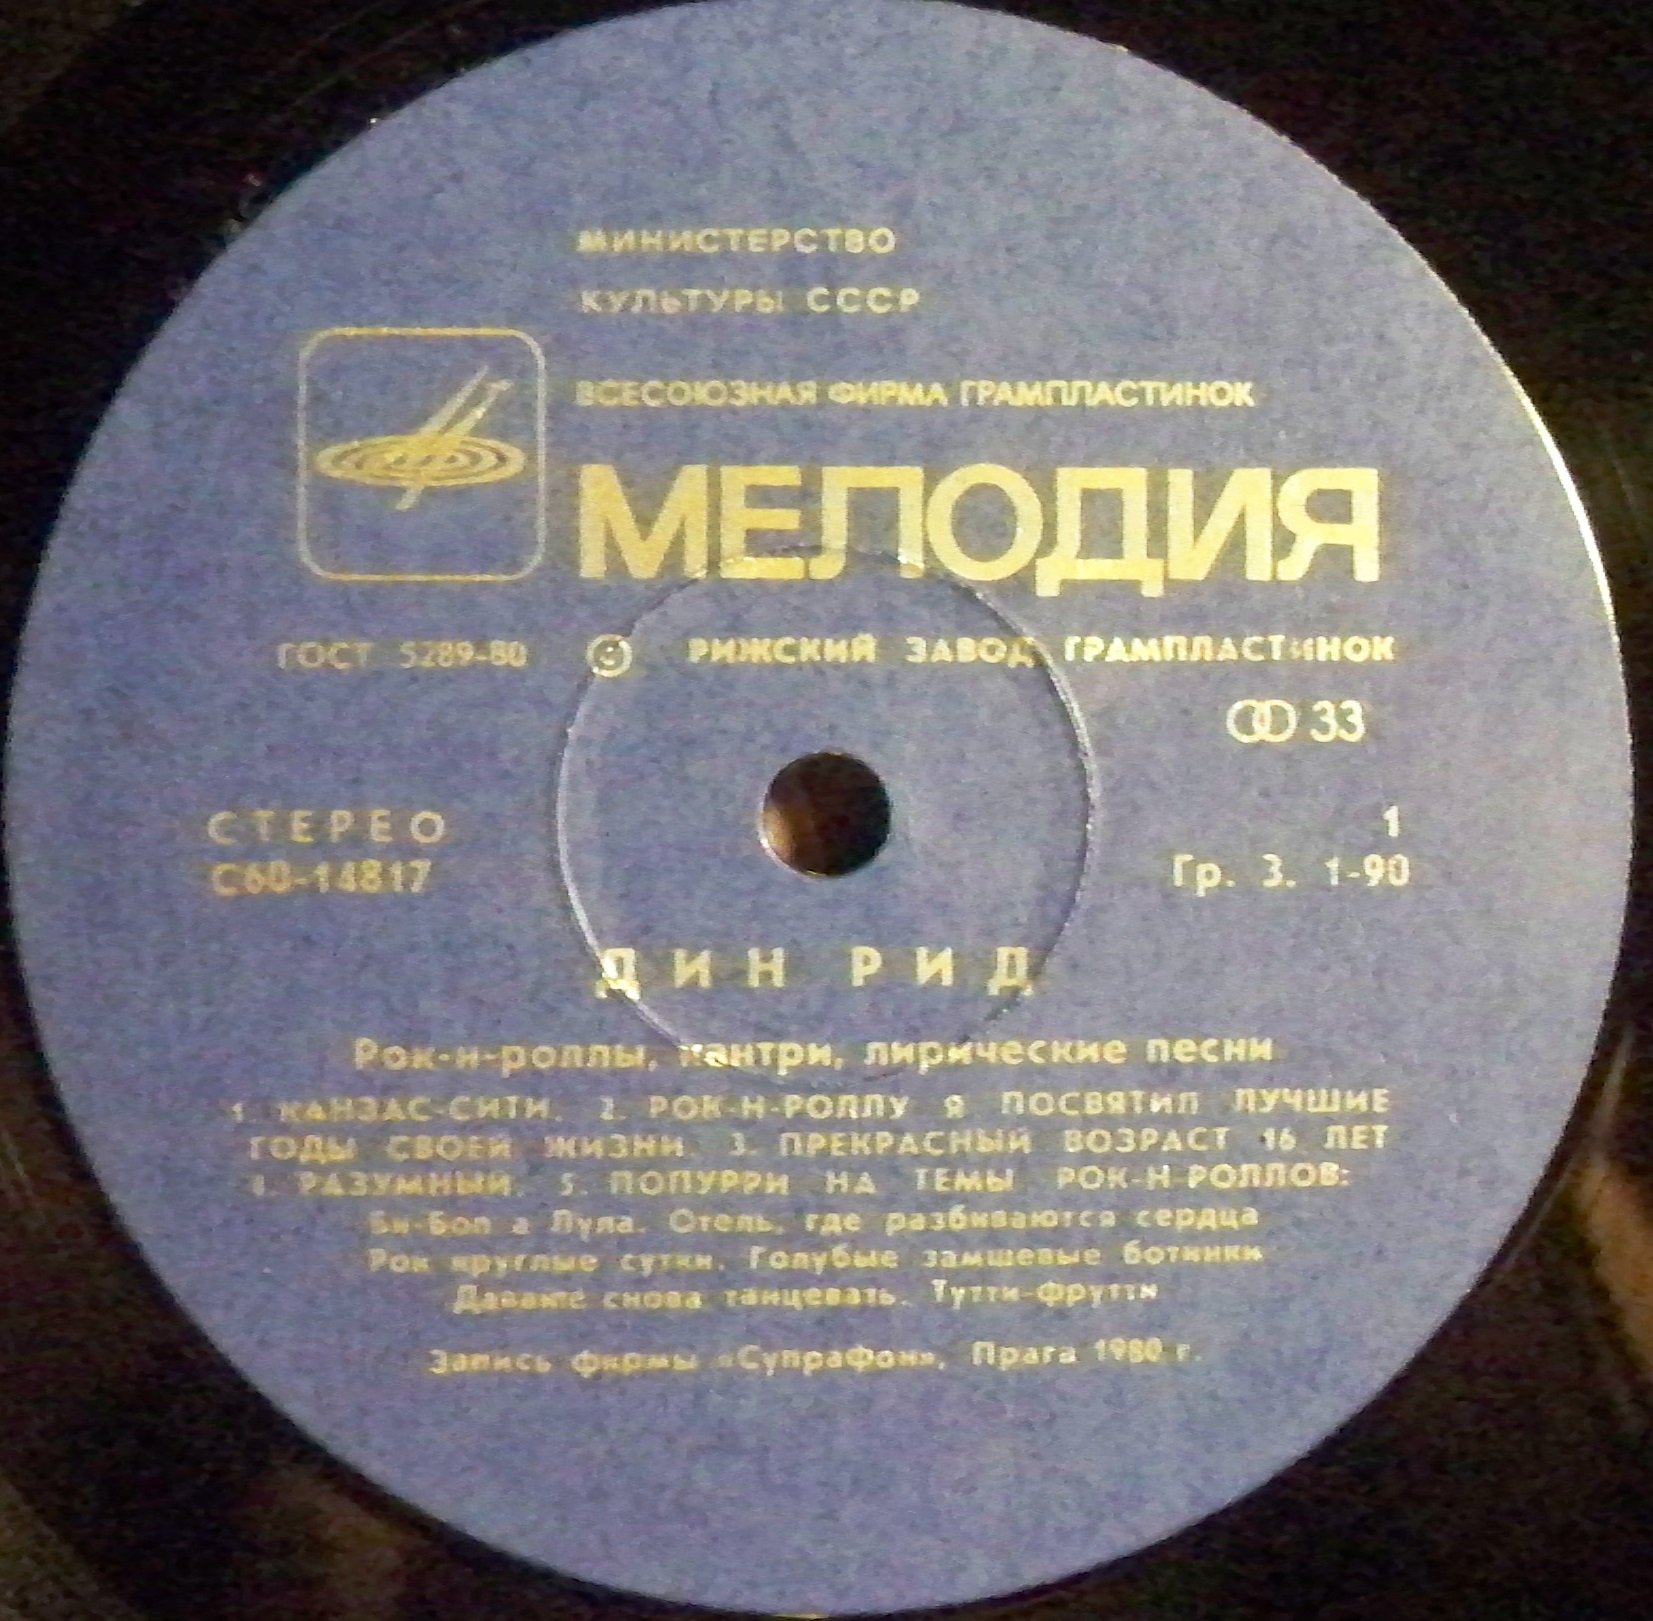 МИНИСТЕРСТВО
КУЛЬТУРЫ СССР
ВСЕСОЮЗНАЯ ФИРМА ГРАМПЛАСТИНОК
МЕЛОДИЯ
ГОСТ 5289-80 РИЖСКИЙ ЗАВОД ГРАМПЛАСТИНОК
33
СТЕРЕО 1
С60-14817 Гр. 3. 1-90
ДИН РИД
Рок-н-роллы, кантри, лирические песни
1. КАНЗАС-СИТИ. 2. РОК-Н-РОЛЛУ Я ПОСВЯТИЛ ЛУЧШИЕ
ГОДЫ СВОЕЙ ЖИЗНИ. 3. ПРЕКРАСНЫЙ ВОЗРАСТ 16 ЛЕТ
4. РАЗУМНЫЙ. 5. ПОПУРРИ НА ТЕМЫ РОК-Н-РОЛЛОВ:
Би-Боп а Лула. Отель, где разбиваются сердца
Рок круглые сутки. Голубые замшевые ботинки
Давайте снова танцевать. Тутти-фрутти
Запись фирмы «Супрафон», Прага 1980 г.